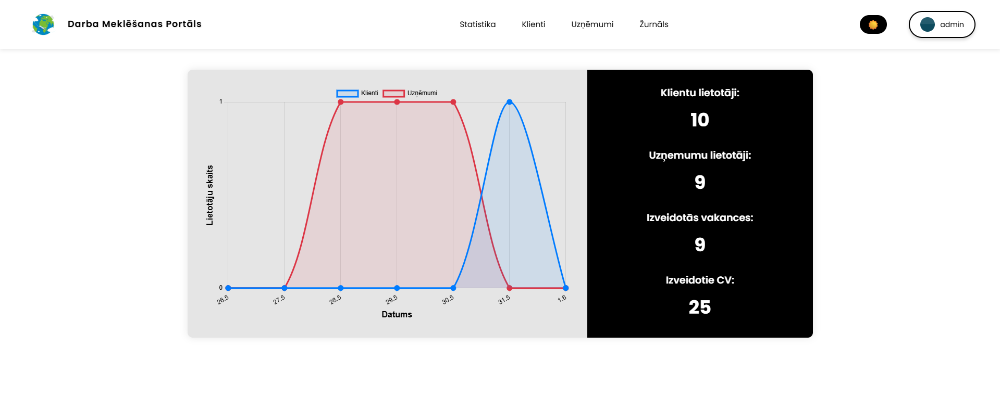 Darba Meklēšanas Portāls
Statistika
Klienti
Uzņēmumi
Žurnāls
admin
Klienti
Uzņēmumi
1
0
Lietotāju skaits
26.5
27.5
28.5
29.5
30.5
31.5
1.6
Datums
Klientu lietotāji:
10
Uzņemumu lietotāji:
9
Izveidotās vakances:
9
Izveidotie CV:
25